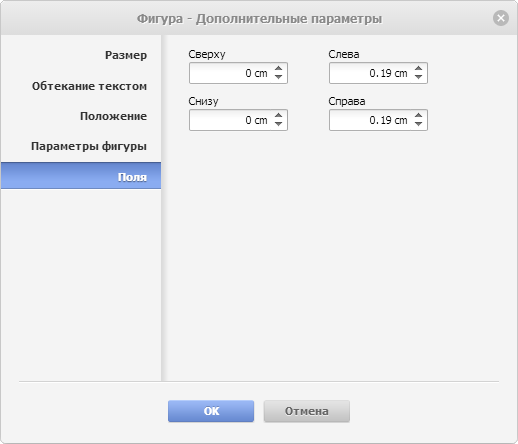 Фигура - Дополнительные параметры
Размер
Обтекание текстом
Положение
Параметры фигуры
Поля
Сверху Слева
0 cm 0.19 cm
Снизу Справа
0 cm 0.19 cm
OK Отмена